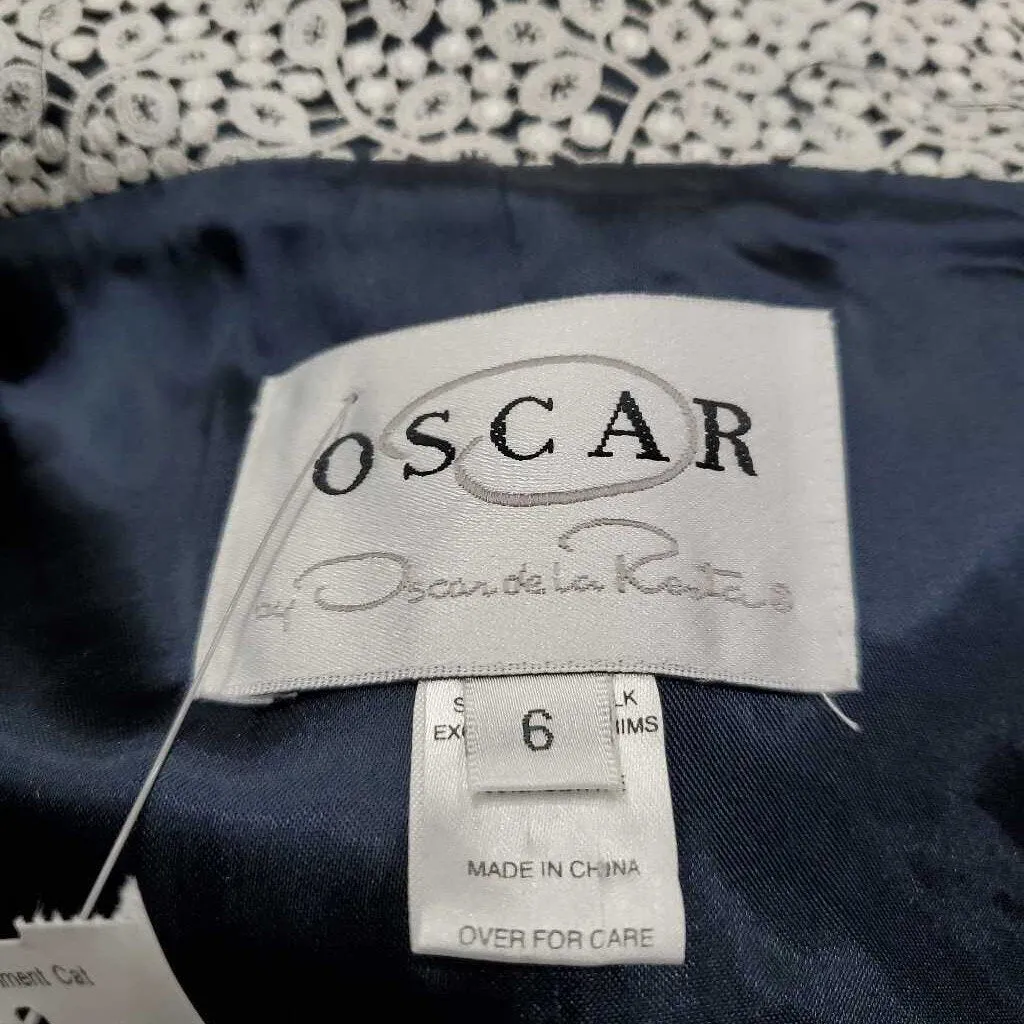 OSCAR
by Oscar de la Renta
6
MADE IN CHINA
OVER FOR CARE